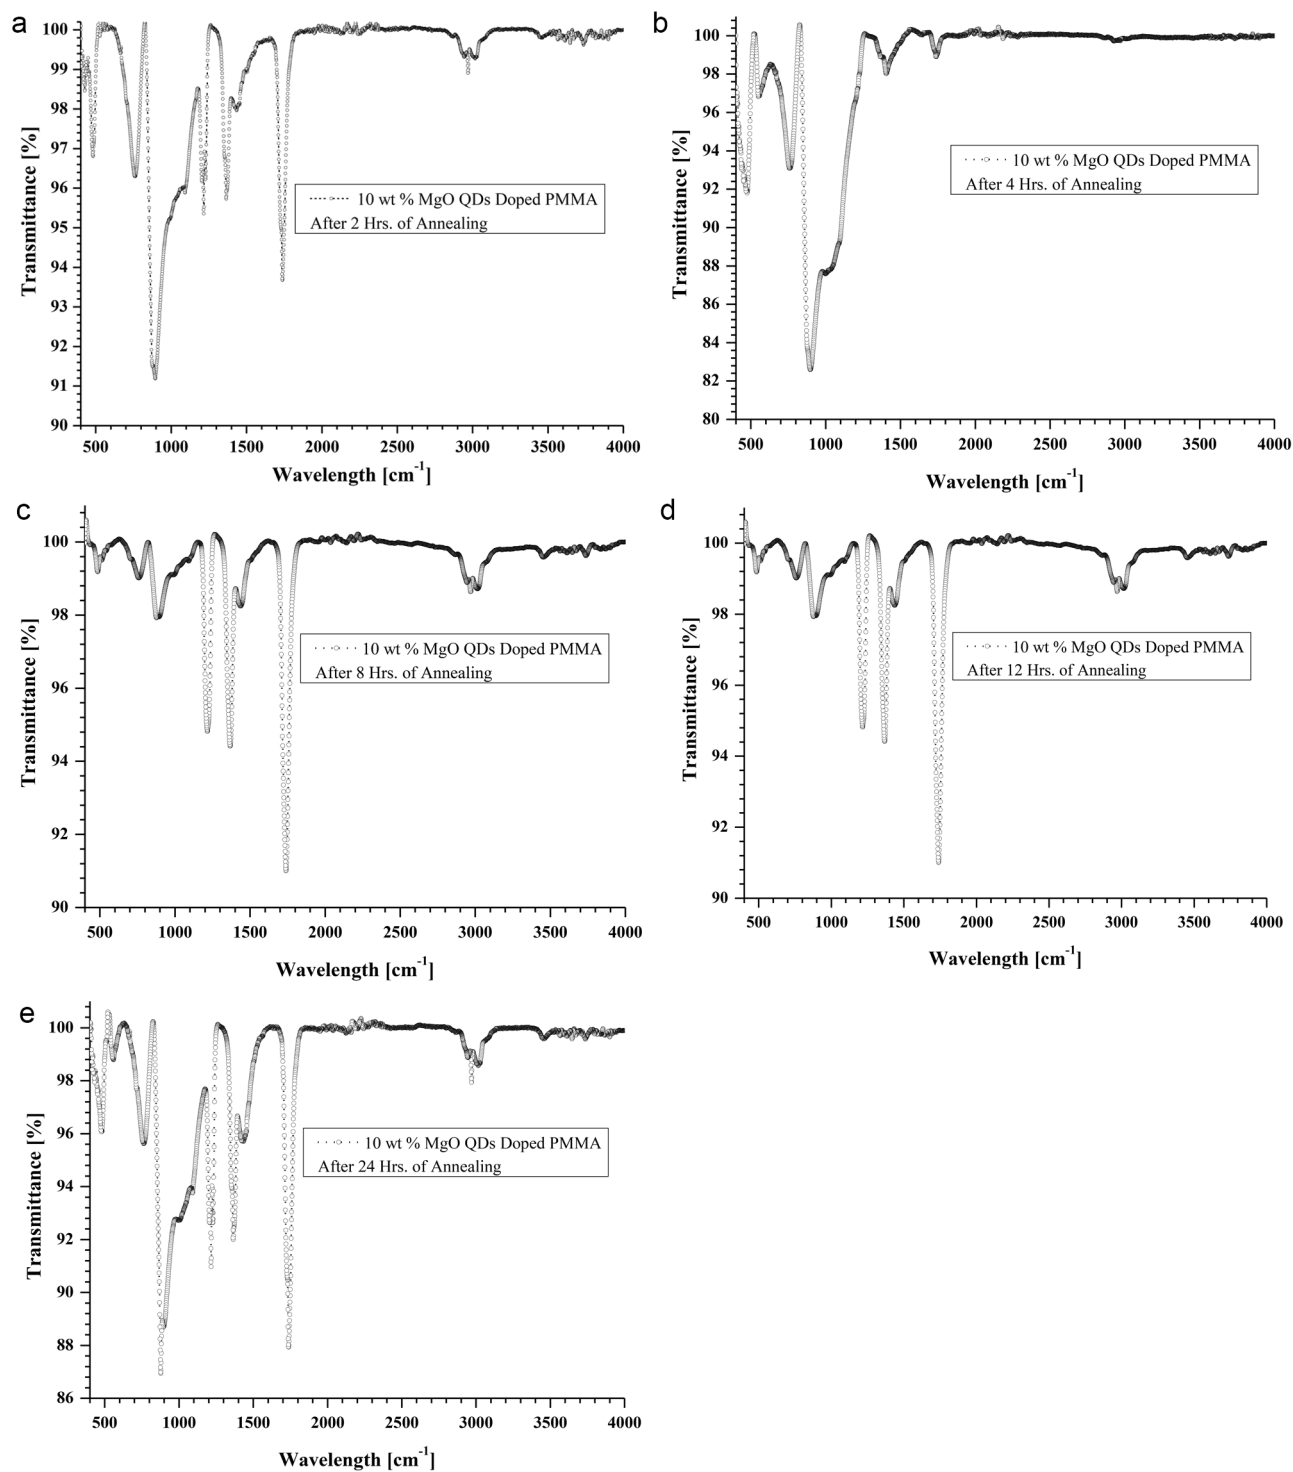 a
100
99
98
97
96
95
94
93
92
91
90
Transmittance [%]
10 wt % MgO QDs Doped PMMA
After 2 Hrs. of Annealing
500 1000 1500 2000 2500 3000 3500 4000
Wavelength [cm⁻¹]
b
100
98
96
94
92
90
88
86
84
82
80
Transmittance [%]
10 wt % MgO QDs Doped PMMA
After 4 Hrs. of Annealing
500 1000 1500 2000 2500 3000 3500 4000
Wavelength [cm⁻¹]
c
100
98
96
94
92
90
Transmittance [%]
10 wt % MgO QDs Doped PMMA
After 8 Hrs. of Annealing
500 1000 1500 2000 2500 3000 3500 4000
Wavelength [cm⁻¹]
d
100
98
96
94
92
90
Transmittance [%]
10 wt % MgO QDs Doped PMMA
After 12 Hrs. of Annealing
500 1000 1500 2000 2500 3000 3500 4000
Wavelength [cm⁻¹]
e
100
98
96
94
92
90
88
86
Transmittance [%]
10 wt % MgO QDs Doped PMMA
After 24 Hrs. of Annealing
500 1000 1500 2000 2500 3000 3500 4000
Wavelength [cm⁻¹]